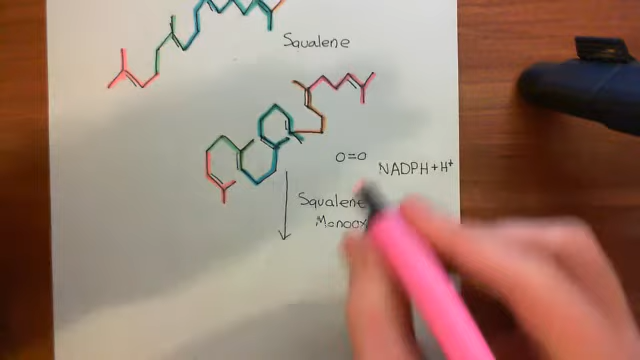 Squalene
O=O
NADPH + H⁺
Squalene
Monoox